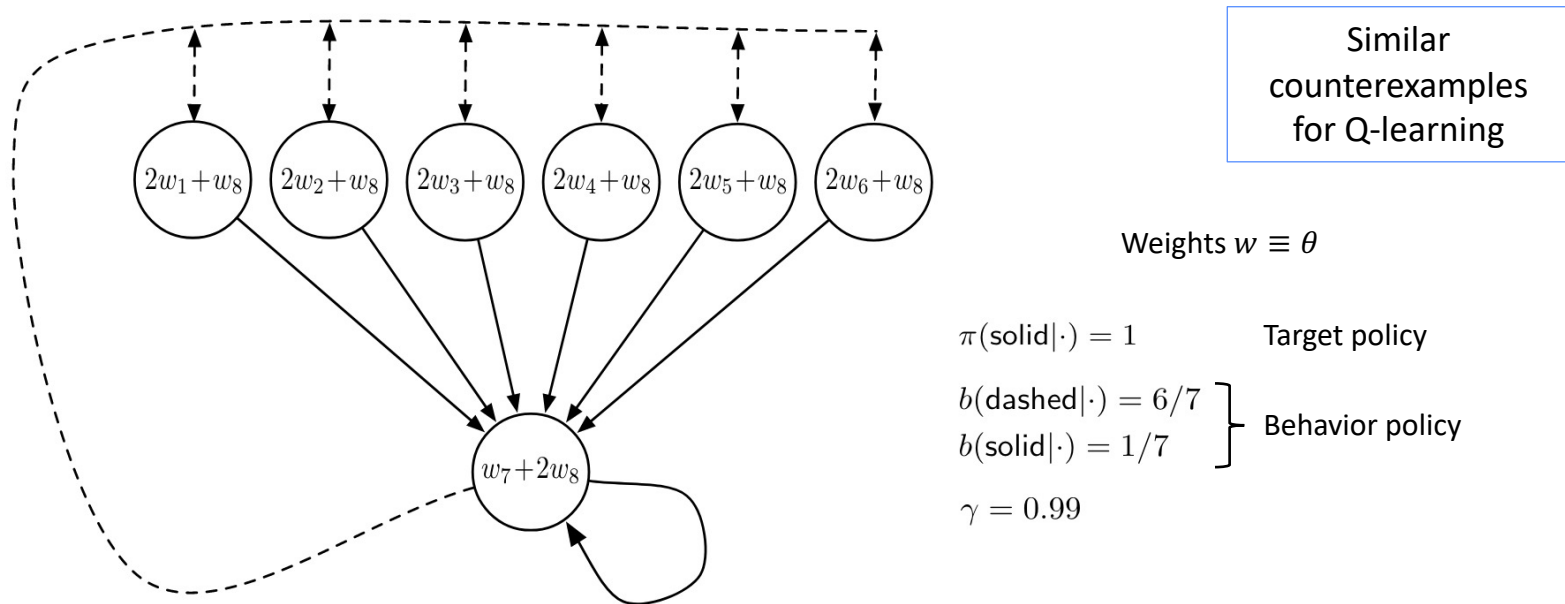 Similar
counterexamples
for Q-learning
2w₁+w₈
2w₂+w₈
2w₃+w₈
2w₄+w₈
2w₅+w₈
2w₆+w₈
w₇+2w₈
Weights w ≡ θ
π(solid|·) = 1 Target policy
b(dashed|·) = 6/7
b(solid|·) = 1/7
Behavior policy
γ = 0.99